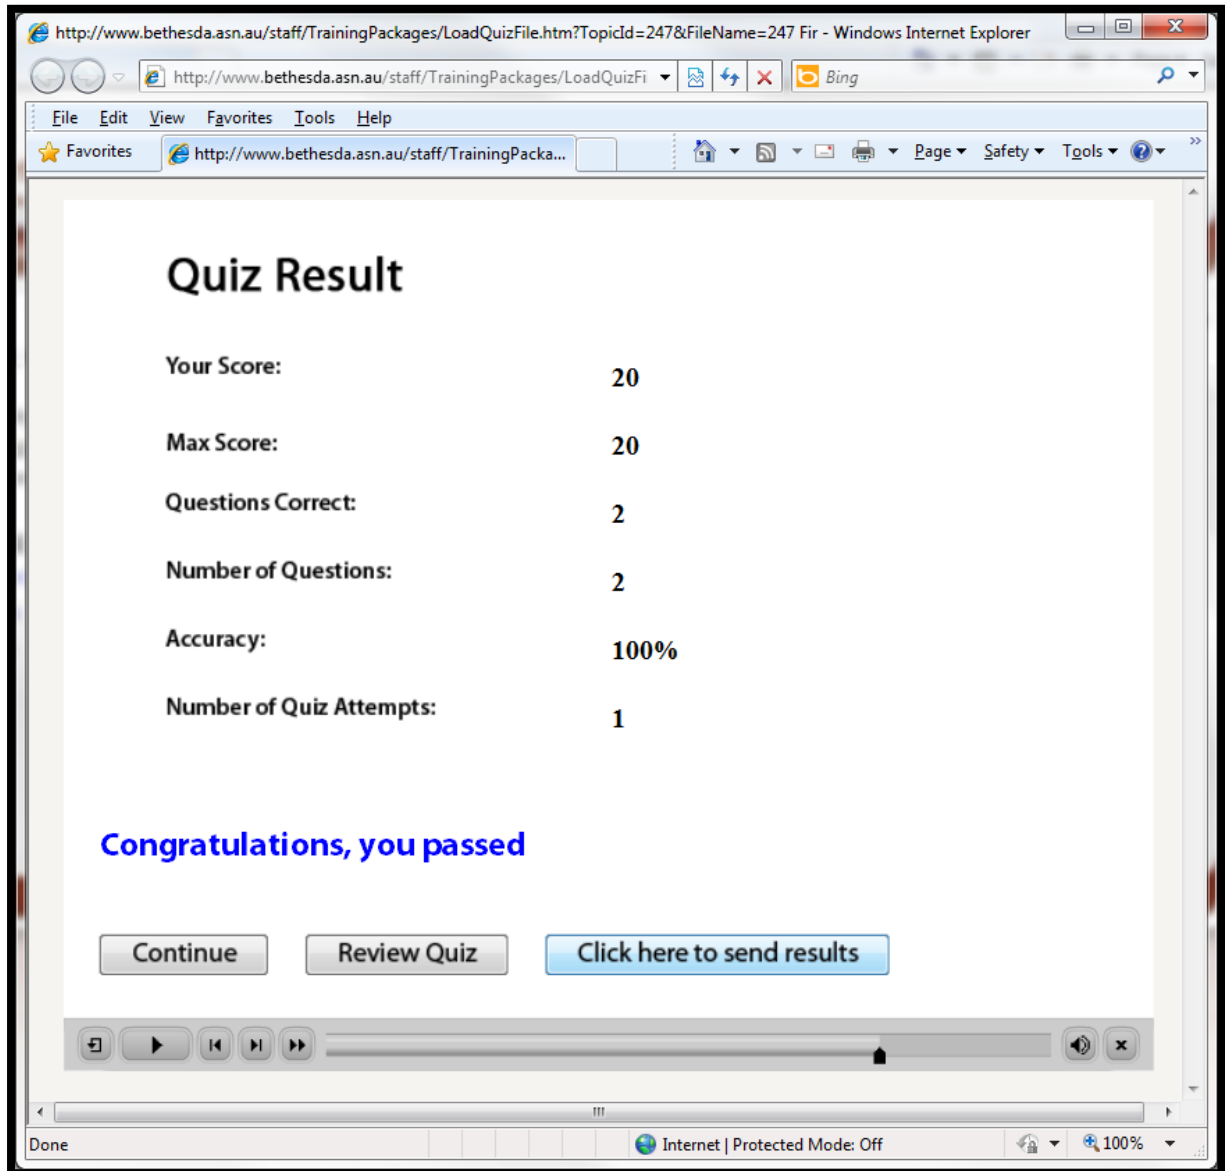 http://www.bethesda.asn.au/staff/TrainingPackages/LoadQuizFile.htm?TopicId=247&FileName=247 Fir - Windows Internet Explorer
http://www.bethesda.asn.au/staff/TrainingPackages/LoadQuizFi Bing
File Edit View Favorites Tools Help
Favorites http://www.bethesda.asn.au/staff/TrainingPacka... Page Safety Tools
Quiz Result
Your Score: 20
Max Score: 20
Questions Correct: 2
Number of Questions: 2
Accuracy: 100%
Number of Quiz Attempts: 1
Congratulations, you passed
Continue Review Quiz Click here to send results
Done Internet | Protected Mode: Off 100%